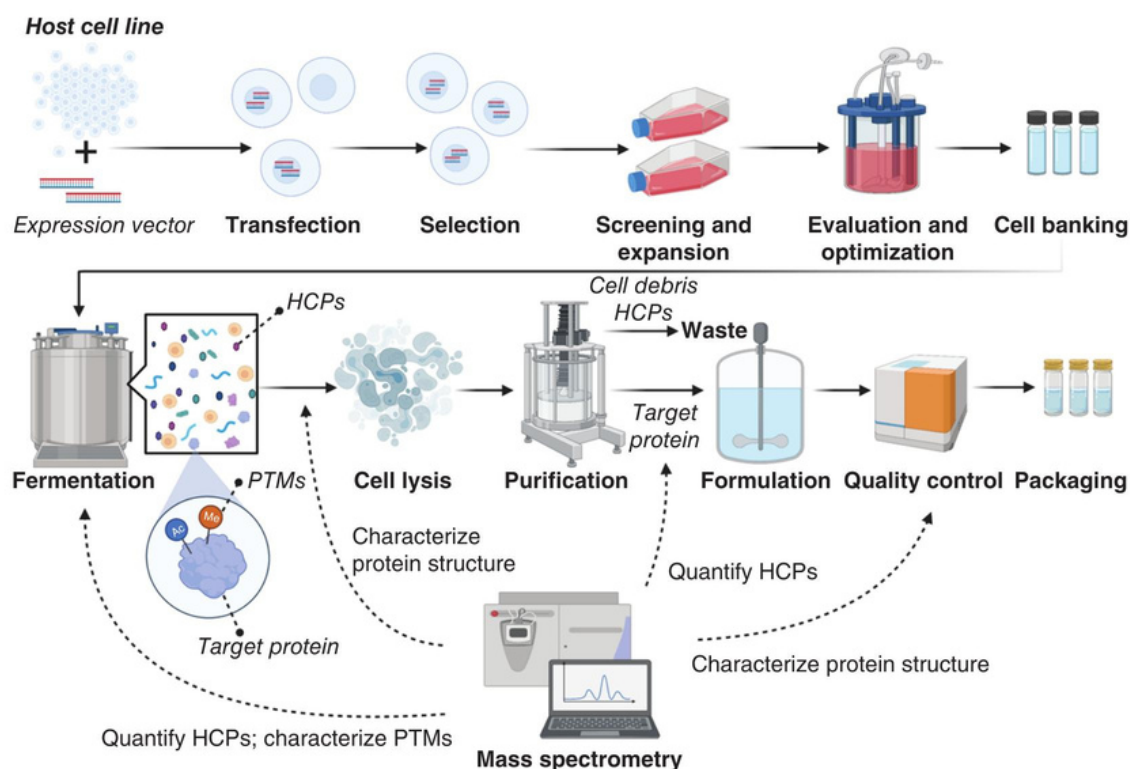 Host cell line
+
Expression vector
Transfection
Selection
Screening and
expansion
Evaluation and
optimization
Cell banking
HCPs
Cell debris
HCPs
Waste
Target
protein
Fermentation
PTMs
Cell lysis
Purification
Formulation
Quality control
Packaging
Ac
Me
Target protein
Characterize
protein structure
Quantify HCPs
Characterize protein structure
Quantify HCPs; characterize PTMs
Mass spectrometry